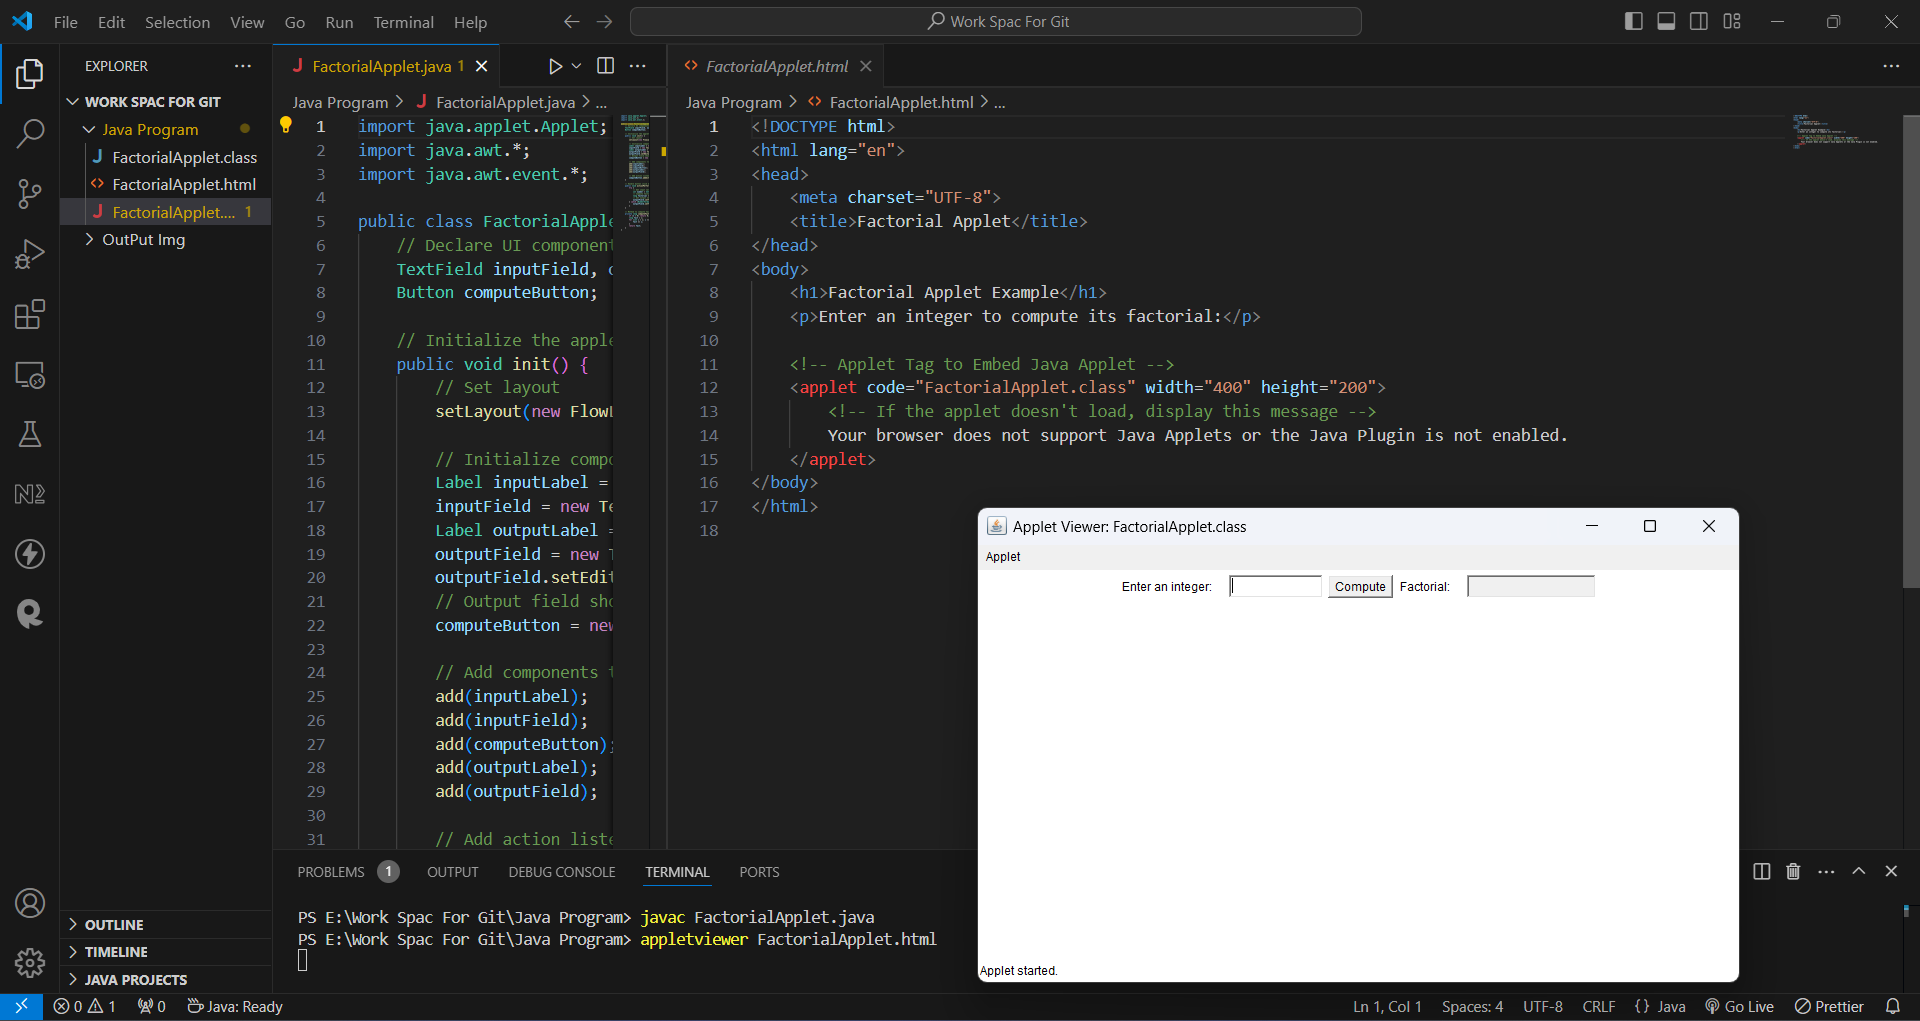 File Edit Selection View Go Run Terminal Help
Work Spac For Git
EXPLORER
WORK SPAC FOR GIT
Java Program
FactorialApplet.class
FactorialApplet.html
FactorialApplet.... 1
OutPut Img
OUTLINE
TIMELINE
JAVA PROJECTS
FactorialApplet.java 1
Java Program > FactorialApplet.java > ...
1 import java.applet.Applet;
2 import java.awt.*;
3 import java.awt.event.*;
4
5 public class FactorialApple
6 // Declare UI component
7 TextField inputField, o
8 Button computeButton;
9
10 // Initialize the apple
11 public void init() {
12 // Set layout
13 setLayout(new Flow
14
15 // Initialize compo
16 Label inputLabel =
17 inputField = new Te
18 Label outputLabel =
19 outputField = new T
20 outputField.setEdit
21 // Output field sho
22 computeButton = new
23
24 // Add components t
25 add(inputLabel);
26 add(inputField);
27 add(computeButton);
28 add(outputLabel);
29 add(outputField);
30
31 // Add action liste
FactorialApplet.html
Java Program > FactorialApplet.html > ...
1 <!DOCTYPE html>
2 <html lang="en">
3 <head>
4 <meta charset="UTF-8">
5 <title>Factorial Applet</title>
6 </head>
7 <body>
8 <h1>Factorial Applet Example</h1>
9 <p>Enter an integer to compute its factorial:</p>
10
11 <!-- Applet Tag to Embed Java Applet -->
12 <applet code="FactorialApplet.class" width="400" height="200">
13 <!-- If the applet doesn't load, display this message -->
14 Your browser does not support Java Applets or the Java Plugin is not enabled.
15 </applet>
16 </body>
17 </html>
18
Applet Viewer: FactorialApplet.class
Applet
Enter an integer: Compute Factorial:
Applet started.
PROBLEMS 1 OUTPUT DEBUG CONSOLE TERMINAL PORTS
PS E:\Work Spac For Git\Java Program> javac FactorialApplet.java
PS E:\Work Spac For Git\Java Program> appletviewer FactorialApplet.html
0 1 0 Java: Ready
Ln 1, Col 1 Spaces: 4 UTF-8 CRLF {} Java Go Live Prettier